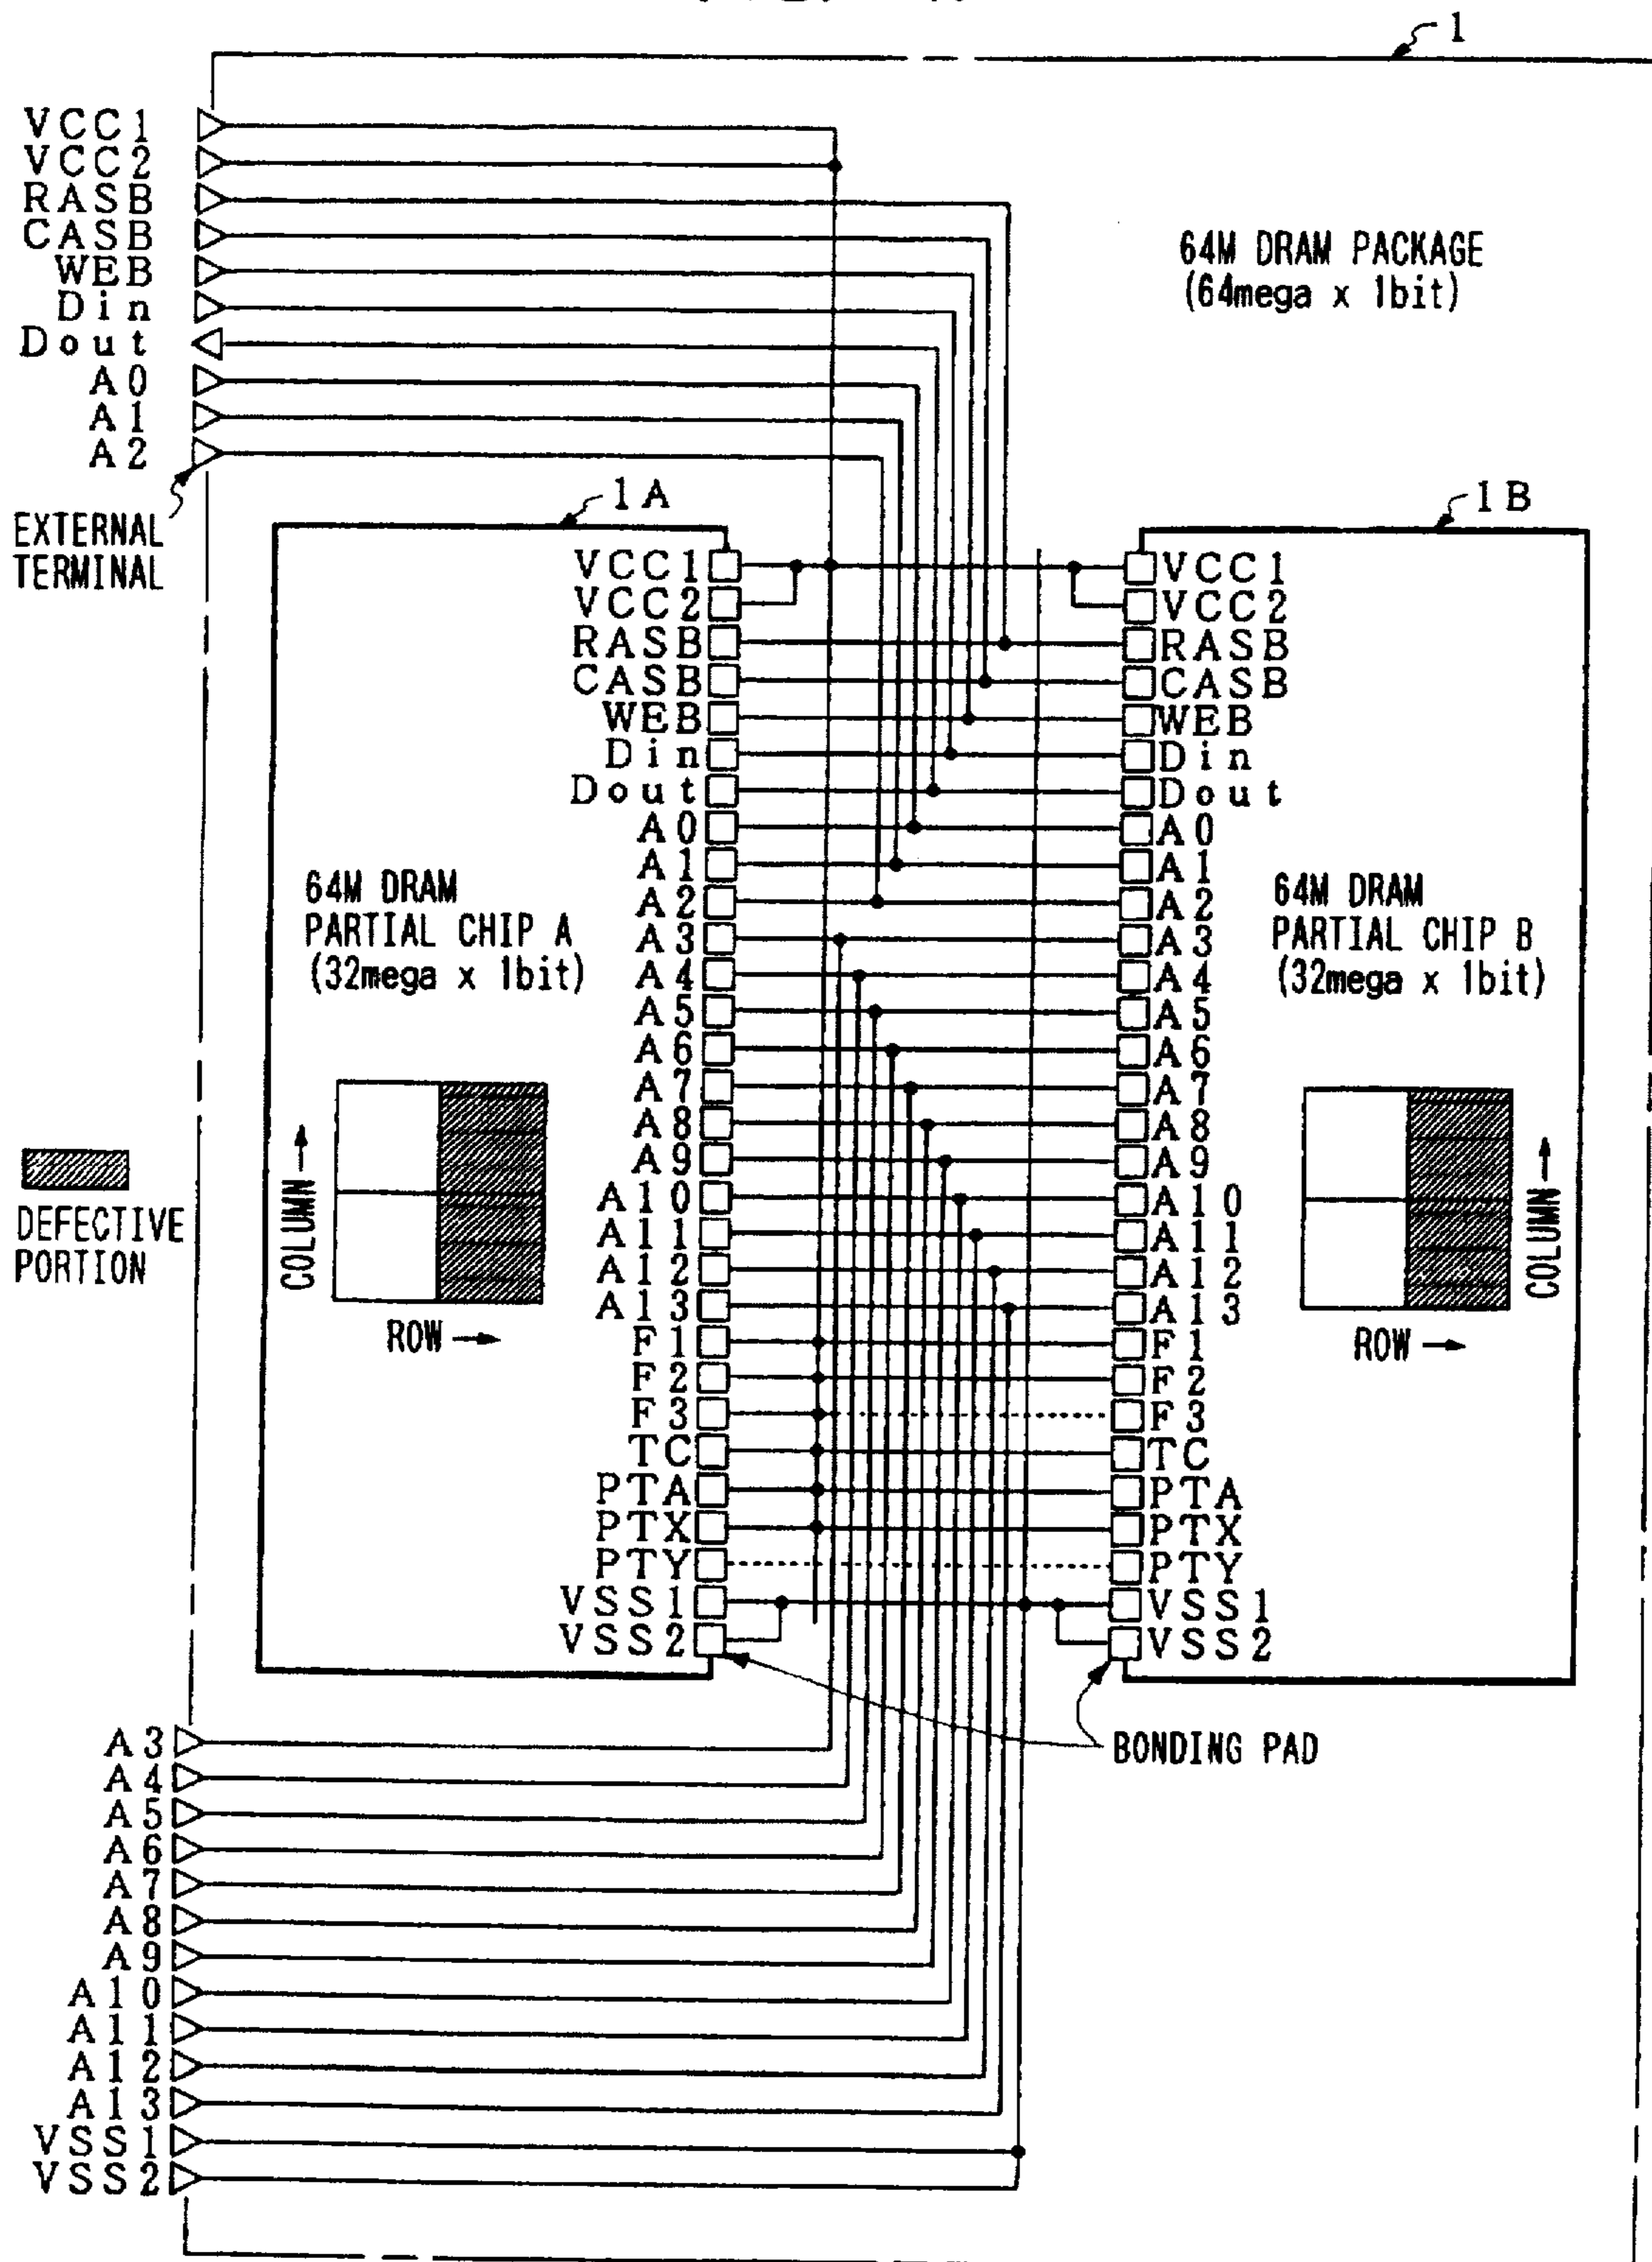 1
VCC1
VCC2
RASB
CASB
WEB
Din
Dout
A0
A1
A2
EXTERNAL
TERMINAL
64M DRAM PACKAGE
(64mega x 1bit)
1A
VCC1
VCC2
RASB
CASB
WEB
Din
Dout
A0
A1
A2
A3
A4
A5
A6
A7
A8
A9
A10
A11
A12
A13
F1
F2
F3
TC
PTA
PTX
PTY
VSS1
VSS2
64M DRAM
PARTIAL CHIP A
(32mega x 1bit)
COLUMN
ROW
DEFECTIVE
PORTION
1B
VCC1
VCC2
RASB
CASB
WEB
Din
Dout
A0
A1
A2
A3
A4
A5
A6
A7
A8
A9
A10
A11
A12
A13
F1
F2
F3
TC
PTA
PTX
PTY
VSS1
VSS2
64M DRAM
PARTIAL CHIP B
(32mega x 1bit)
COLUMN
ROW
BONDING PAD
A3
A4
A5
A6
A7
A8
A9
A10
A11
A12
A13
VSS1
VSS2